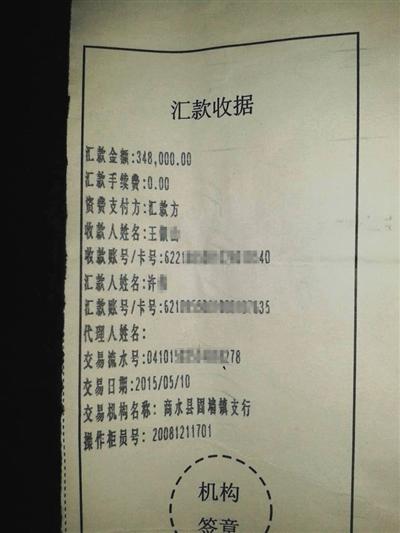 汇款收据
汇款金额:348,000.00
汇款手续费:0.00
资费支付方:汇款方
收款人姓名:王
收款账号/卡号:6221 40
汇款人姓名:许
汇款账号/卡号:621 635
代理人姓名:
交易流水号:04101 278
交易日期:2015/05/10
交易机构名称: 商水县固墙镇支行
操作柜员号: 20081211701
机构
签章